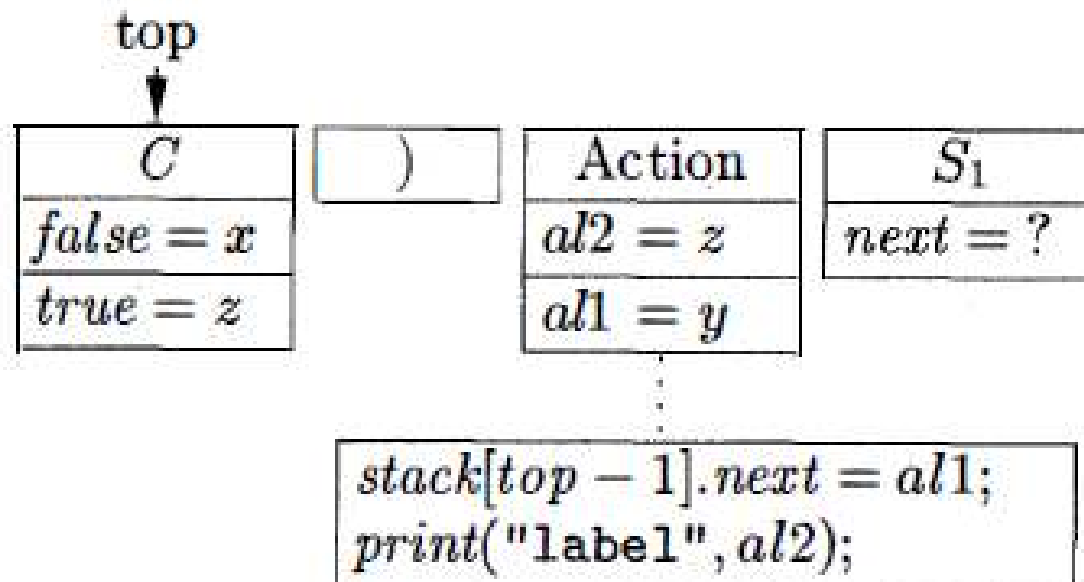 top
C ) Action S₁
false = x al2 = z next = ?
true = z al1 = y
stack[top − 1].next = al1;
print("label", al2);